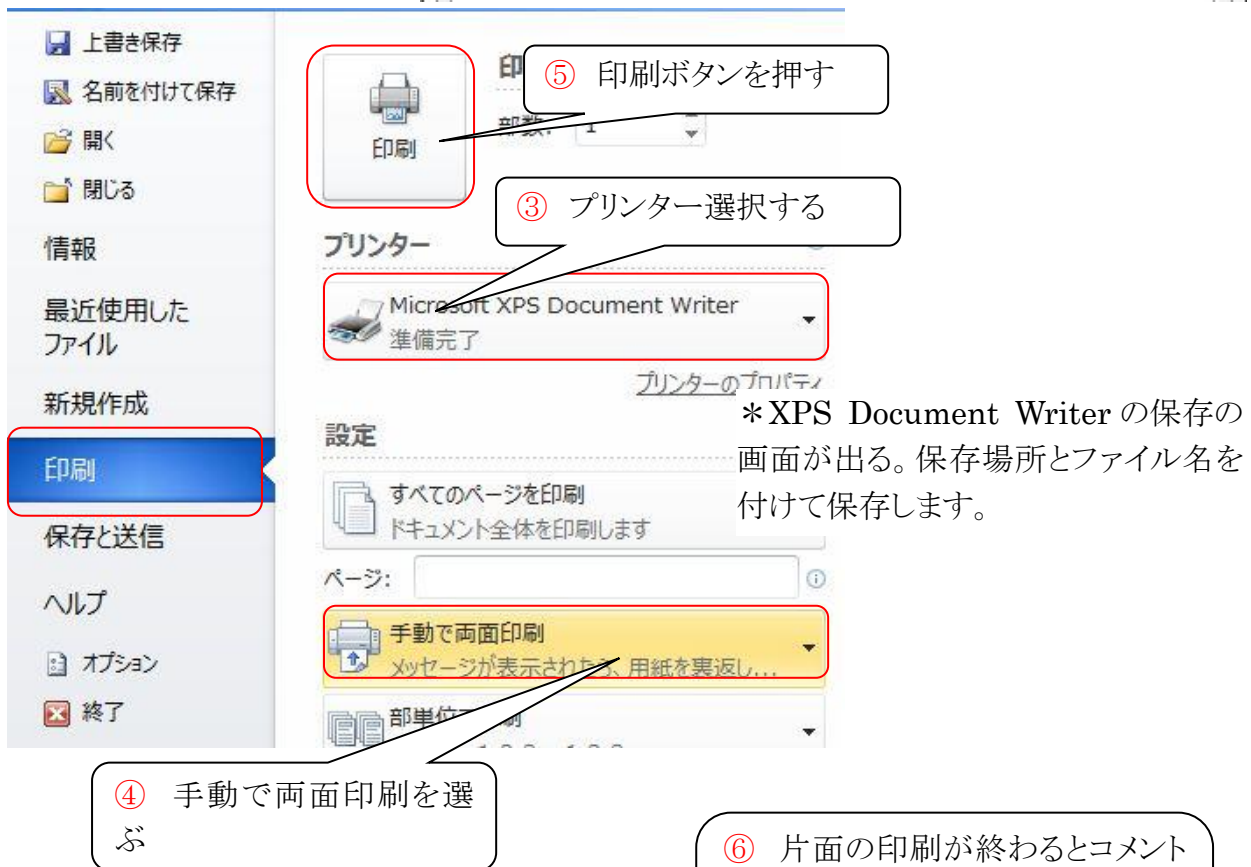 上書き保存
名前を付けて保存
開く
閉じる
情報
最近使用した
ファイル
新規作成
印刷
保存と送信
ヘルプ
オプション
終了
印刷
⑤ 印刷ボタンを押す
部数: 1
③ プリンター選択する
プリンター
Microsoft XPS Document Writer
準備完了
プリンターのプロパティ
設定
すべてのページを印刷
ドキュメント全体を印刷します
ページ:
手動で両面印刷
メッセージが表示されたら、用紙を裏返し...
部単位で印刷
*XPS Document Writer の保存の
画面が出る。保存場所とファイル名を
付けて保存します。
④ 手動で両面印刷を選
ぶ
⑥ 片面の印刷が終わるとコメント